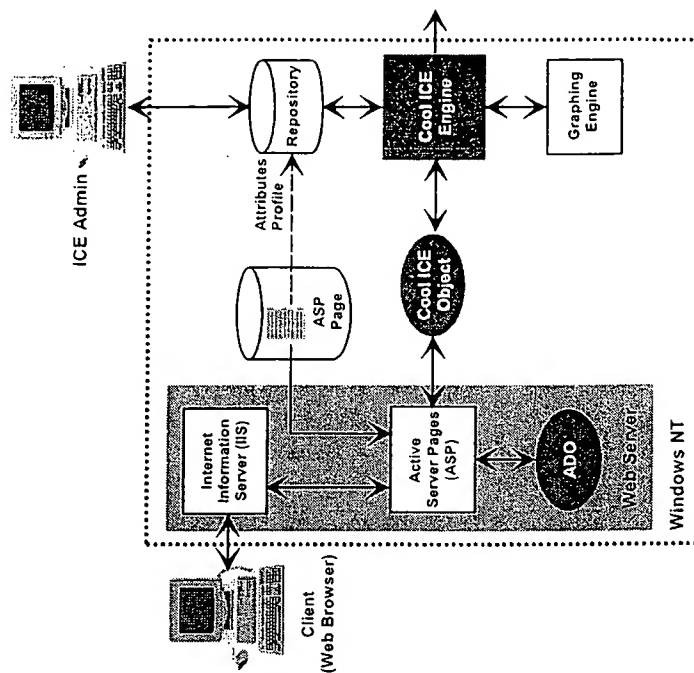 ICE Admin
Client
(Web Browser)
Internet
Information
Server (IIS)
Active
Server Pages
(ASP)
ADO
Web Server
Windows NT
ASP
Page
Attributes
Profile
Repository
Cool ICE
Object
Cool ICE
Engine
Graphing
Engine